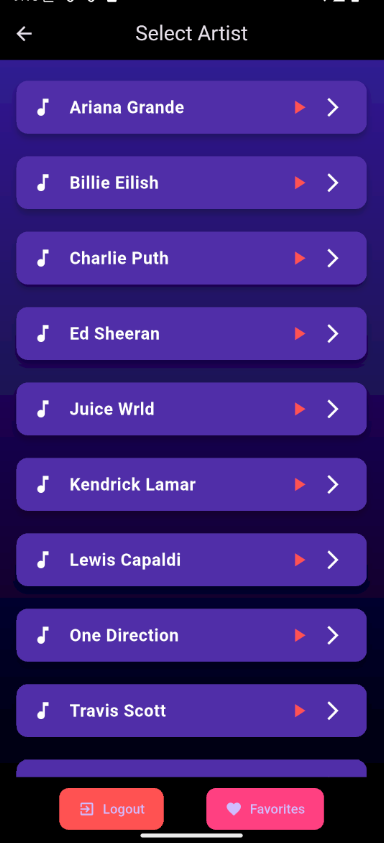 Select Artist
Ariana Grande
Billie Eilish
Charlie Puth
Ed Sheeran
Juice Wrld
Kendrick Lamar
Lewis Capaldi
One Direction
Travis Scott
Logout
Favorites